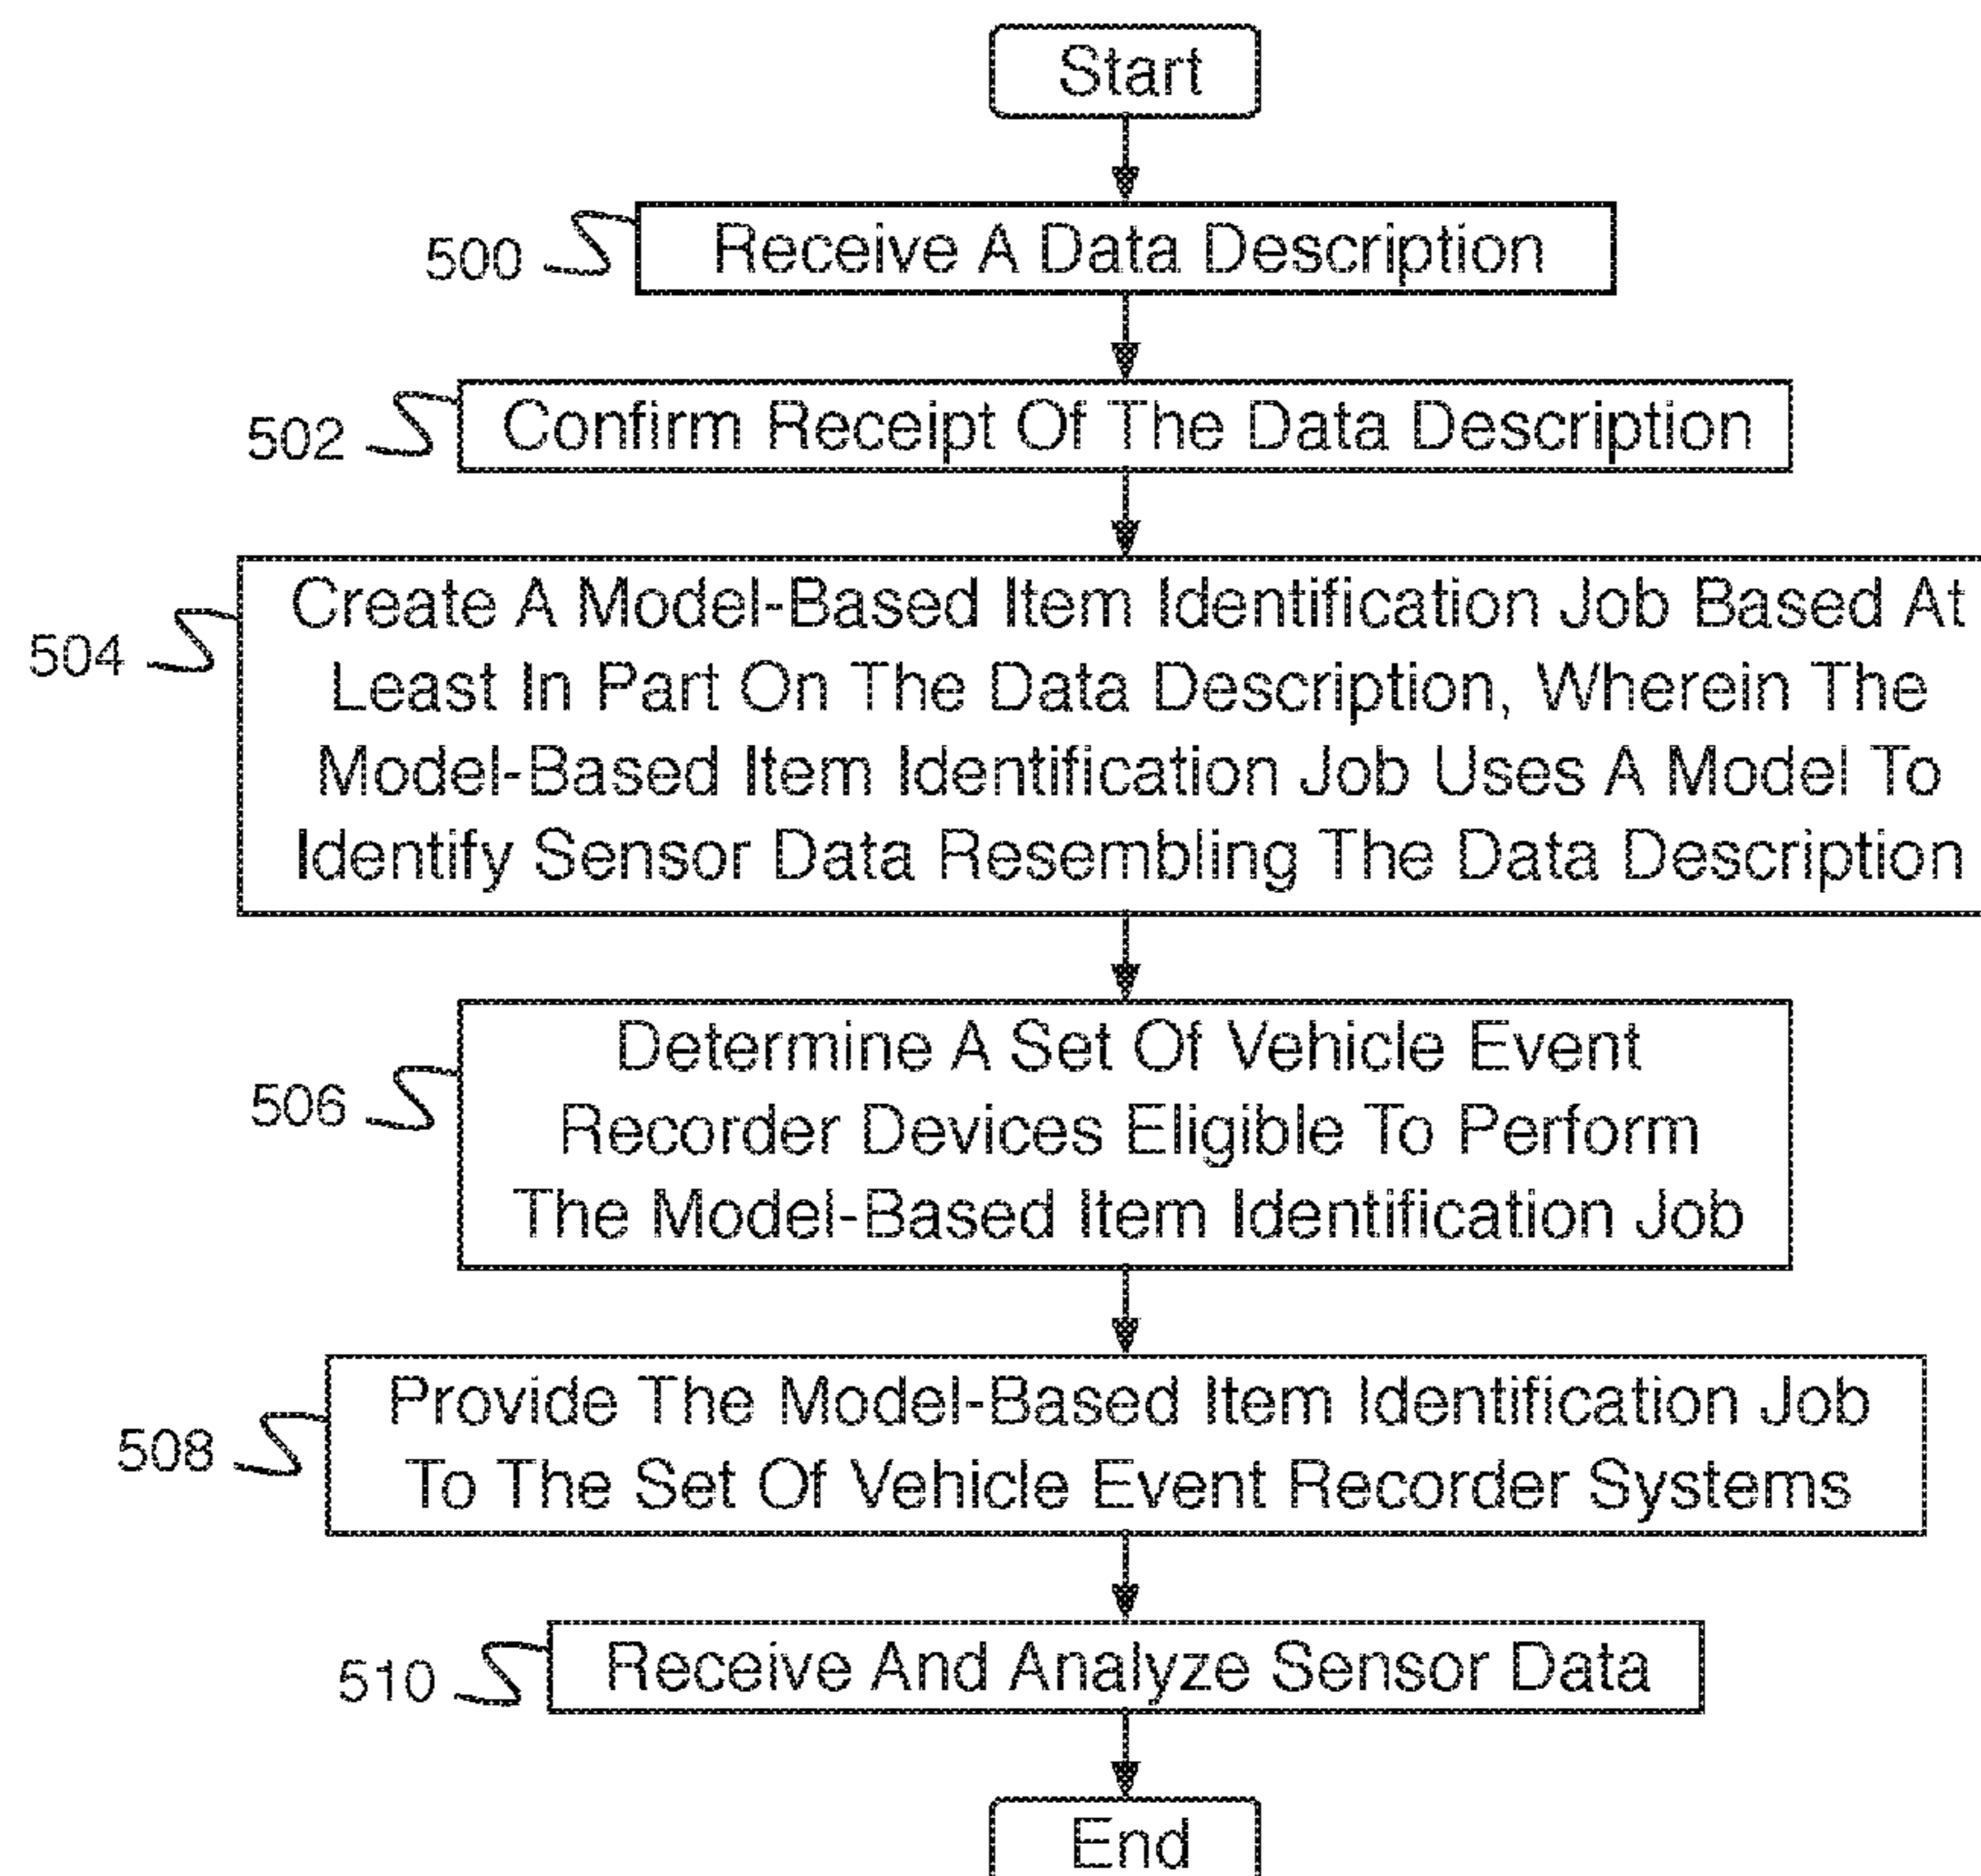 Start
500
Receive A Data Description
502
Confirm Receipt Of The Data Description
504
Create A Model-Based Item Identification Job Based At
Least In Part On The Data Description, Wherein The
Model-Based Item Identification Job Uses A Model To
Identify Sensor Data Resembling The Data Description
506
Determine A Set Of Vehicle Event
Recorder Devices Eligible To Perform
The Model-Based Item Identification Job
508
Provide The Model-Based Item Identification Job
To The Set Of Vehicle Event Recorder Systems
510
Receive And Analyze Sensor Data
End